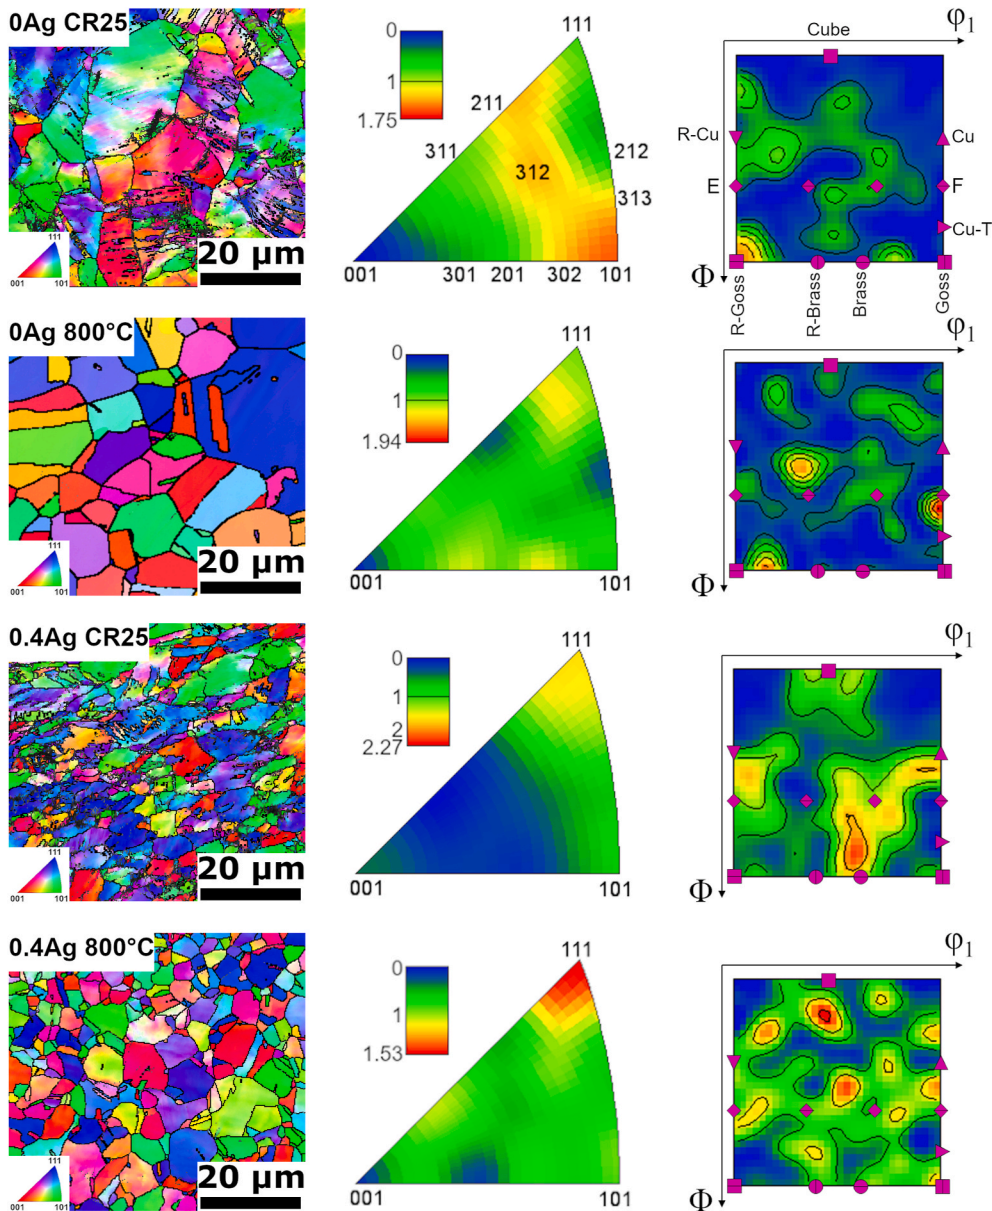 0Ag CR25
111
001 101
20 µm
0
1
1.75
111
211
311
312
212
313
001 301 201 302 101
φ1
Cube
R-Cu
Cu
E
F
Cu-T
Φ
R-Goss
R-Brass
Brass
Goss
0Ag 800°C
111
001 101
20 µm
0
1
1.94
111
001 101
φ1
Φ
0.4Ag CR25
111
001 101
20 µm
0
1
2
2.27
111
001 101
φ1
Φ
0.4Ag 800°C
111
001 101
20 µm
0
1
1.53
111
001 101
φ1
Φ